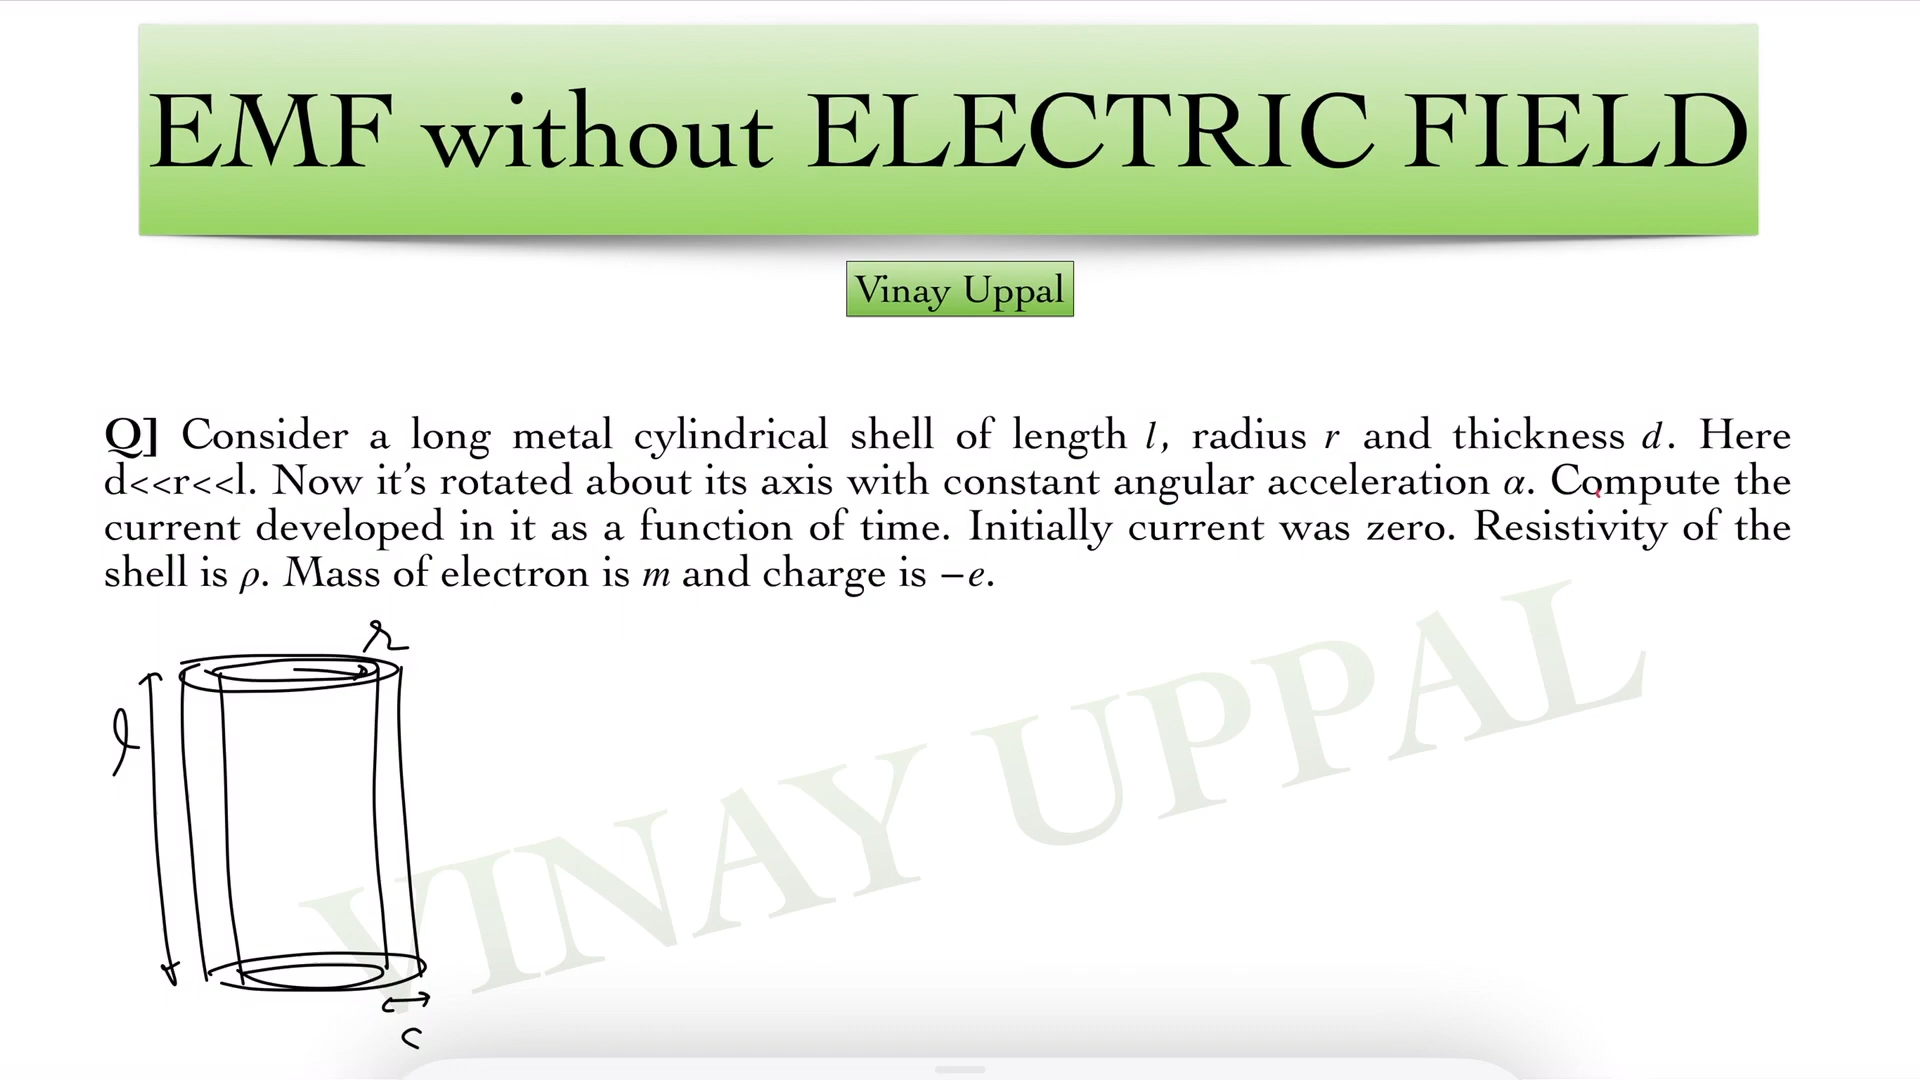 EMF without ELECTRIC FIELD
Vinay Uppal
Q] Consider a long metal cylindrical shell of length l, radius r and thickness d. Here
d<<r<<l. Now it’s rotated about its axis with constant angular acceleration α. Compute the
current developed in it as a function of time. Initially current was zero. Resistivity of the
shell is ρ. Mass of electron is m and charge is −e.
r
l
c
VINAY UPPAL